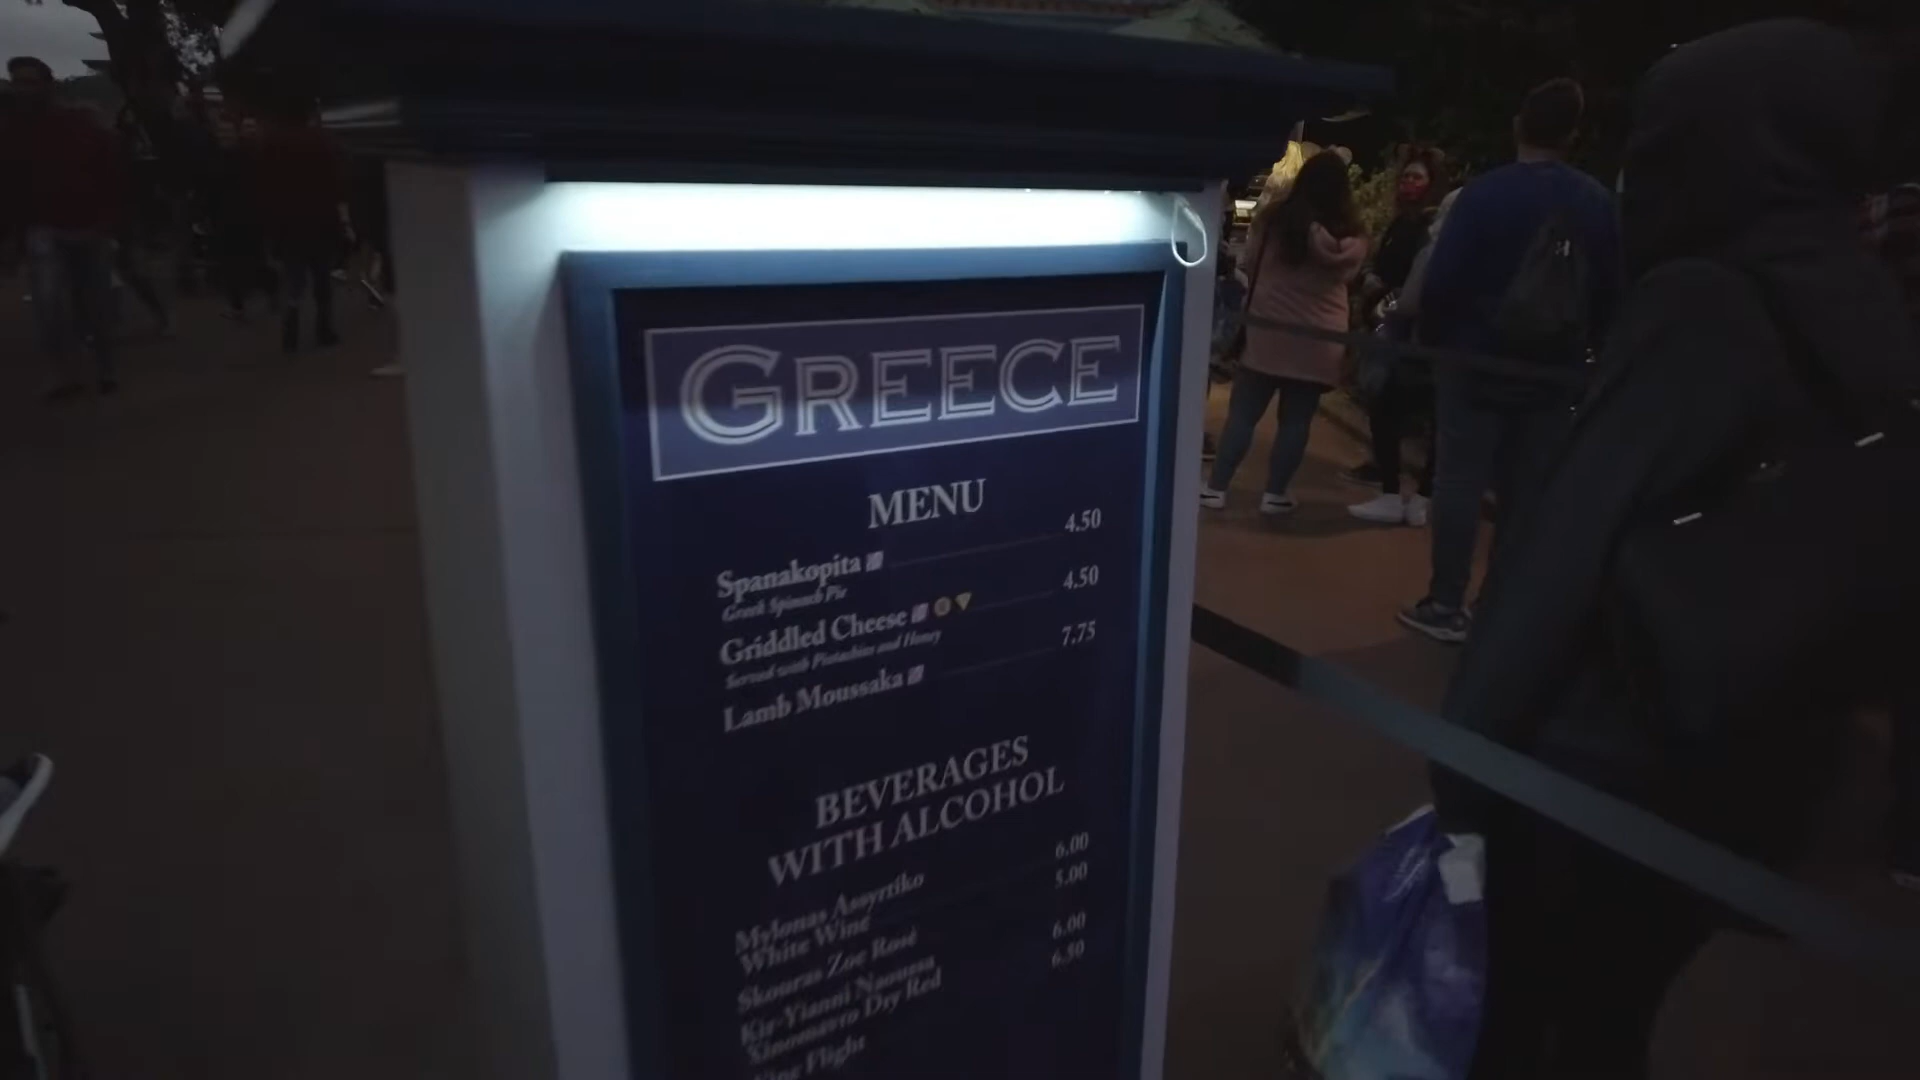 GREECE
MENU
Spanakopita 4.50
Greek Spinach Pie
Griddled Cheese 4.50
Served with Pistachios and Honey
Lamb Moussaka 7.75
BEVERAGES
WITH ALCOHOL
Mylonas Assyrtiko 6.00
White Wine
Skouras Zoe Rosé 5.00
Kir-Yianni Naoussa 6.00
Xinomavro Dry Red
Flight 6.50